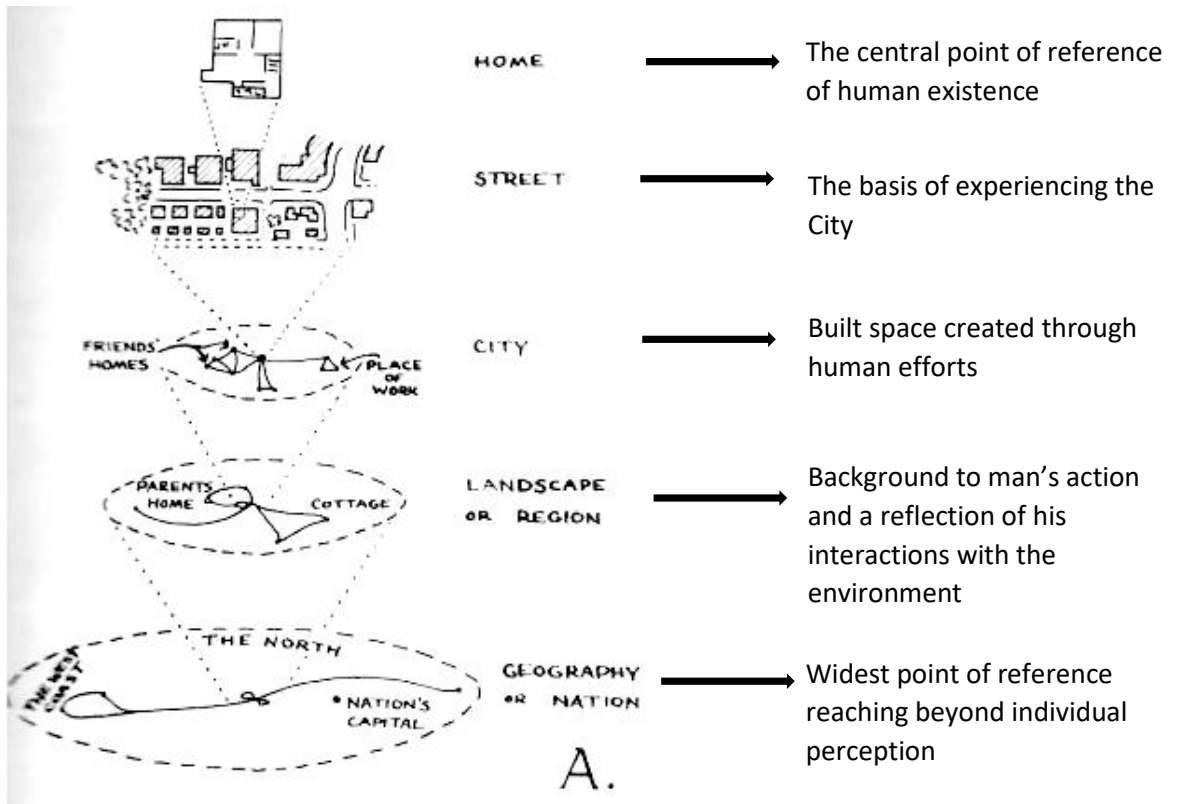 HOME
The central point of reference
of human existence
STREET
The basis of experiencing the
City
FRIENDS'
HOMES
PLACE
OF
WORK
CITY
Built space created through
human efforts
PARENTS
HOME
COTTAGE
LANDSCAPE
OR REGION
Background to man’s action
and a reflection of his
interactions with the
environment
THE NORTH
THE WEST
COAST
NATION'S
CAPITAL
GEOGRAPHY
OR NATION
Widest point of reference
reaching beyond individual
perception
A.